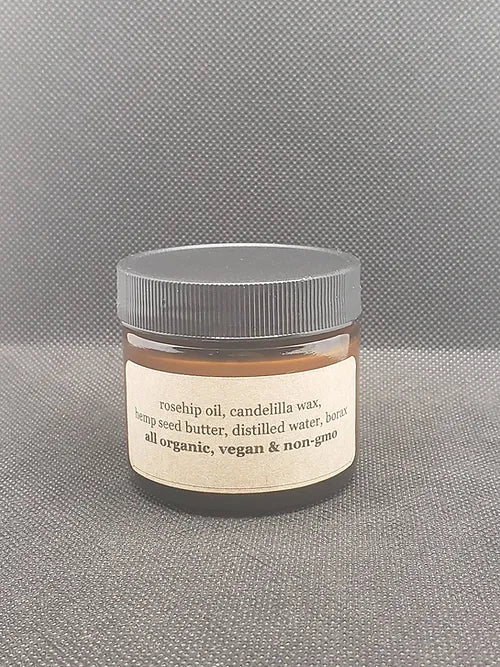 rosehip oil, candelilla wax,
hemp seed butter, distilled water, borax
all organic, vegan & non-gmo